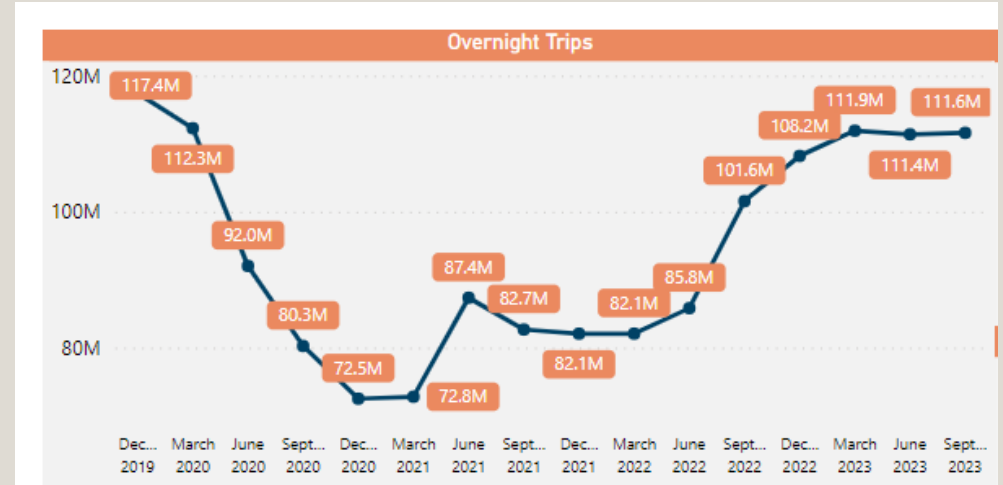 Overnight Trips
120M
100M
80M
117.4M
112.3M
92.0M
80.3M
72.5M
72.8M
87.4M
82.7M
82.1M
82.1M
85.8M
101.6M
108.2M
111.9M
111.4M
111.6M
Dec... March June Sept... Dec... March June Sept... Dec... March June Sept... Dec... March June Sept...
2019 2020 2020 2020 2020 2021 2021 2021 2021 2022 2022 2022 2022 2023 2023 2023